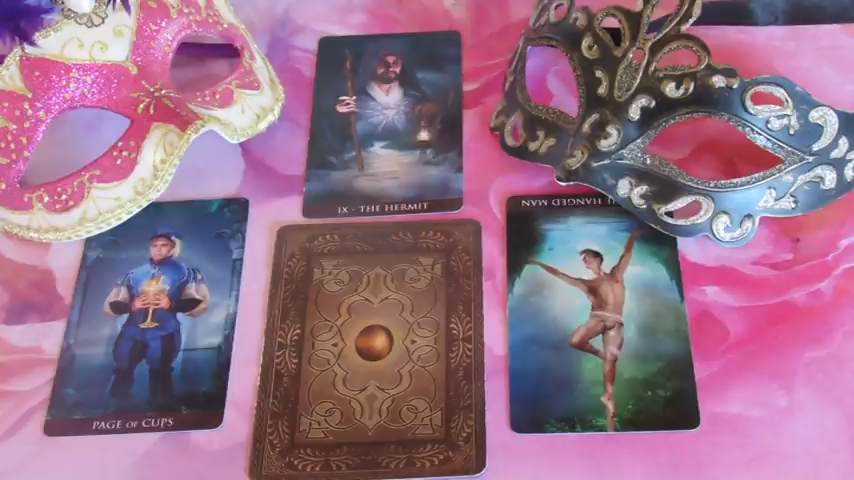 IX - THE HERMIT
HANGED MAN
PAGE OF CUPS